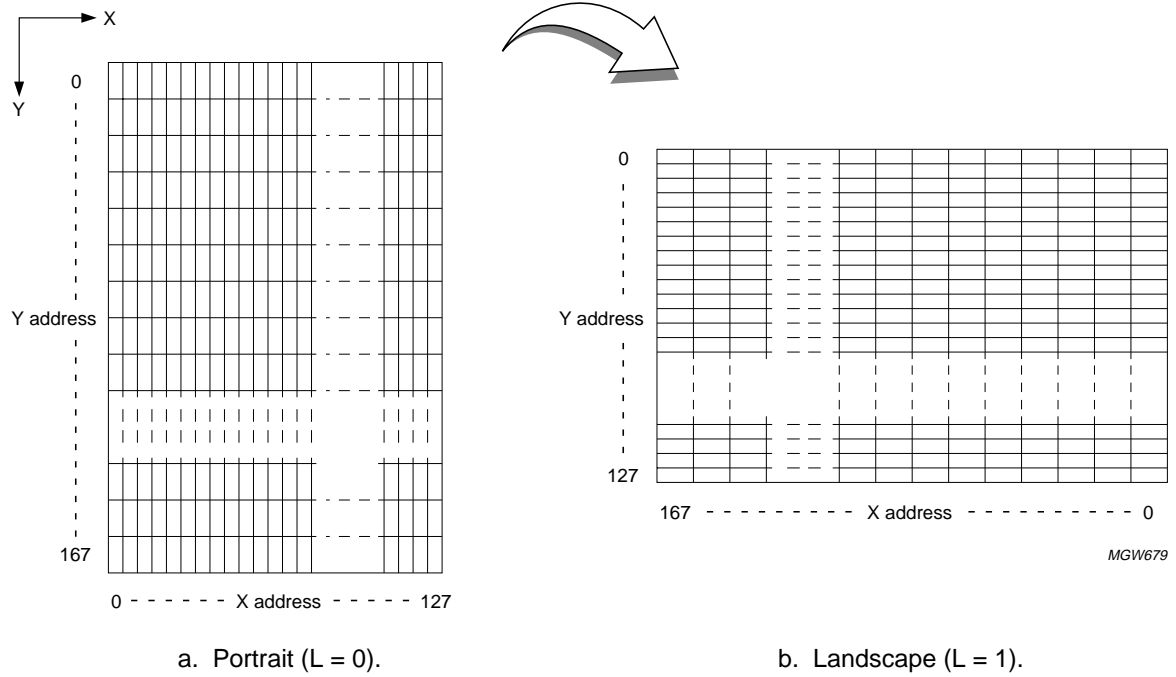 X
Y
0
Y address
167
0 X address 127
a. Portrait (L = 0).
0
Y address
127
167 X address 0
MGW679
b. Landscape (L = 1).